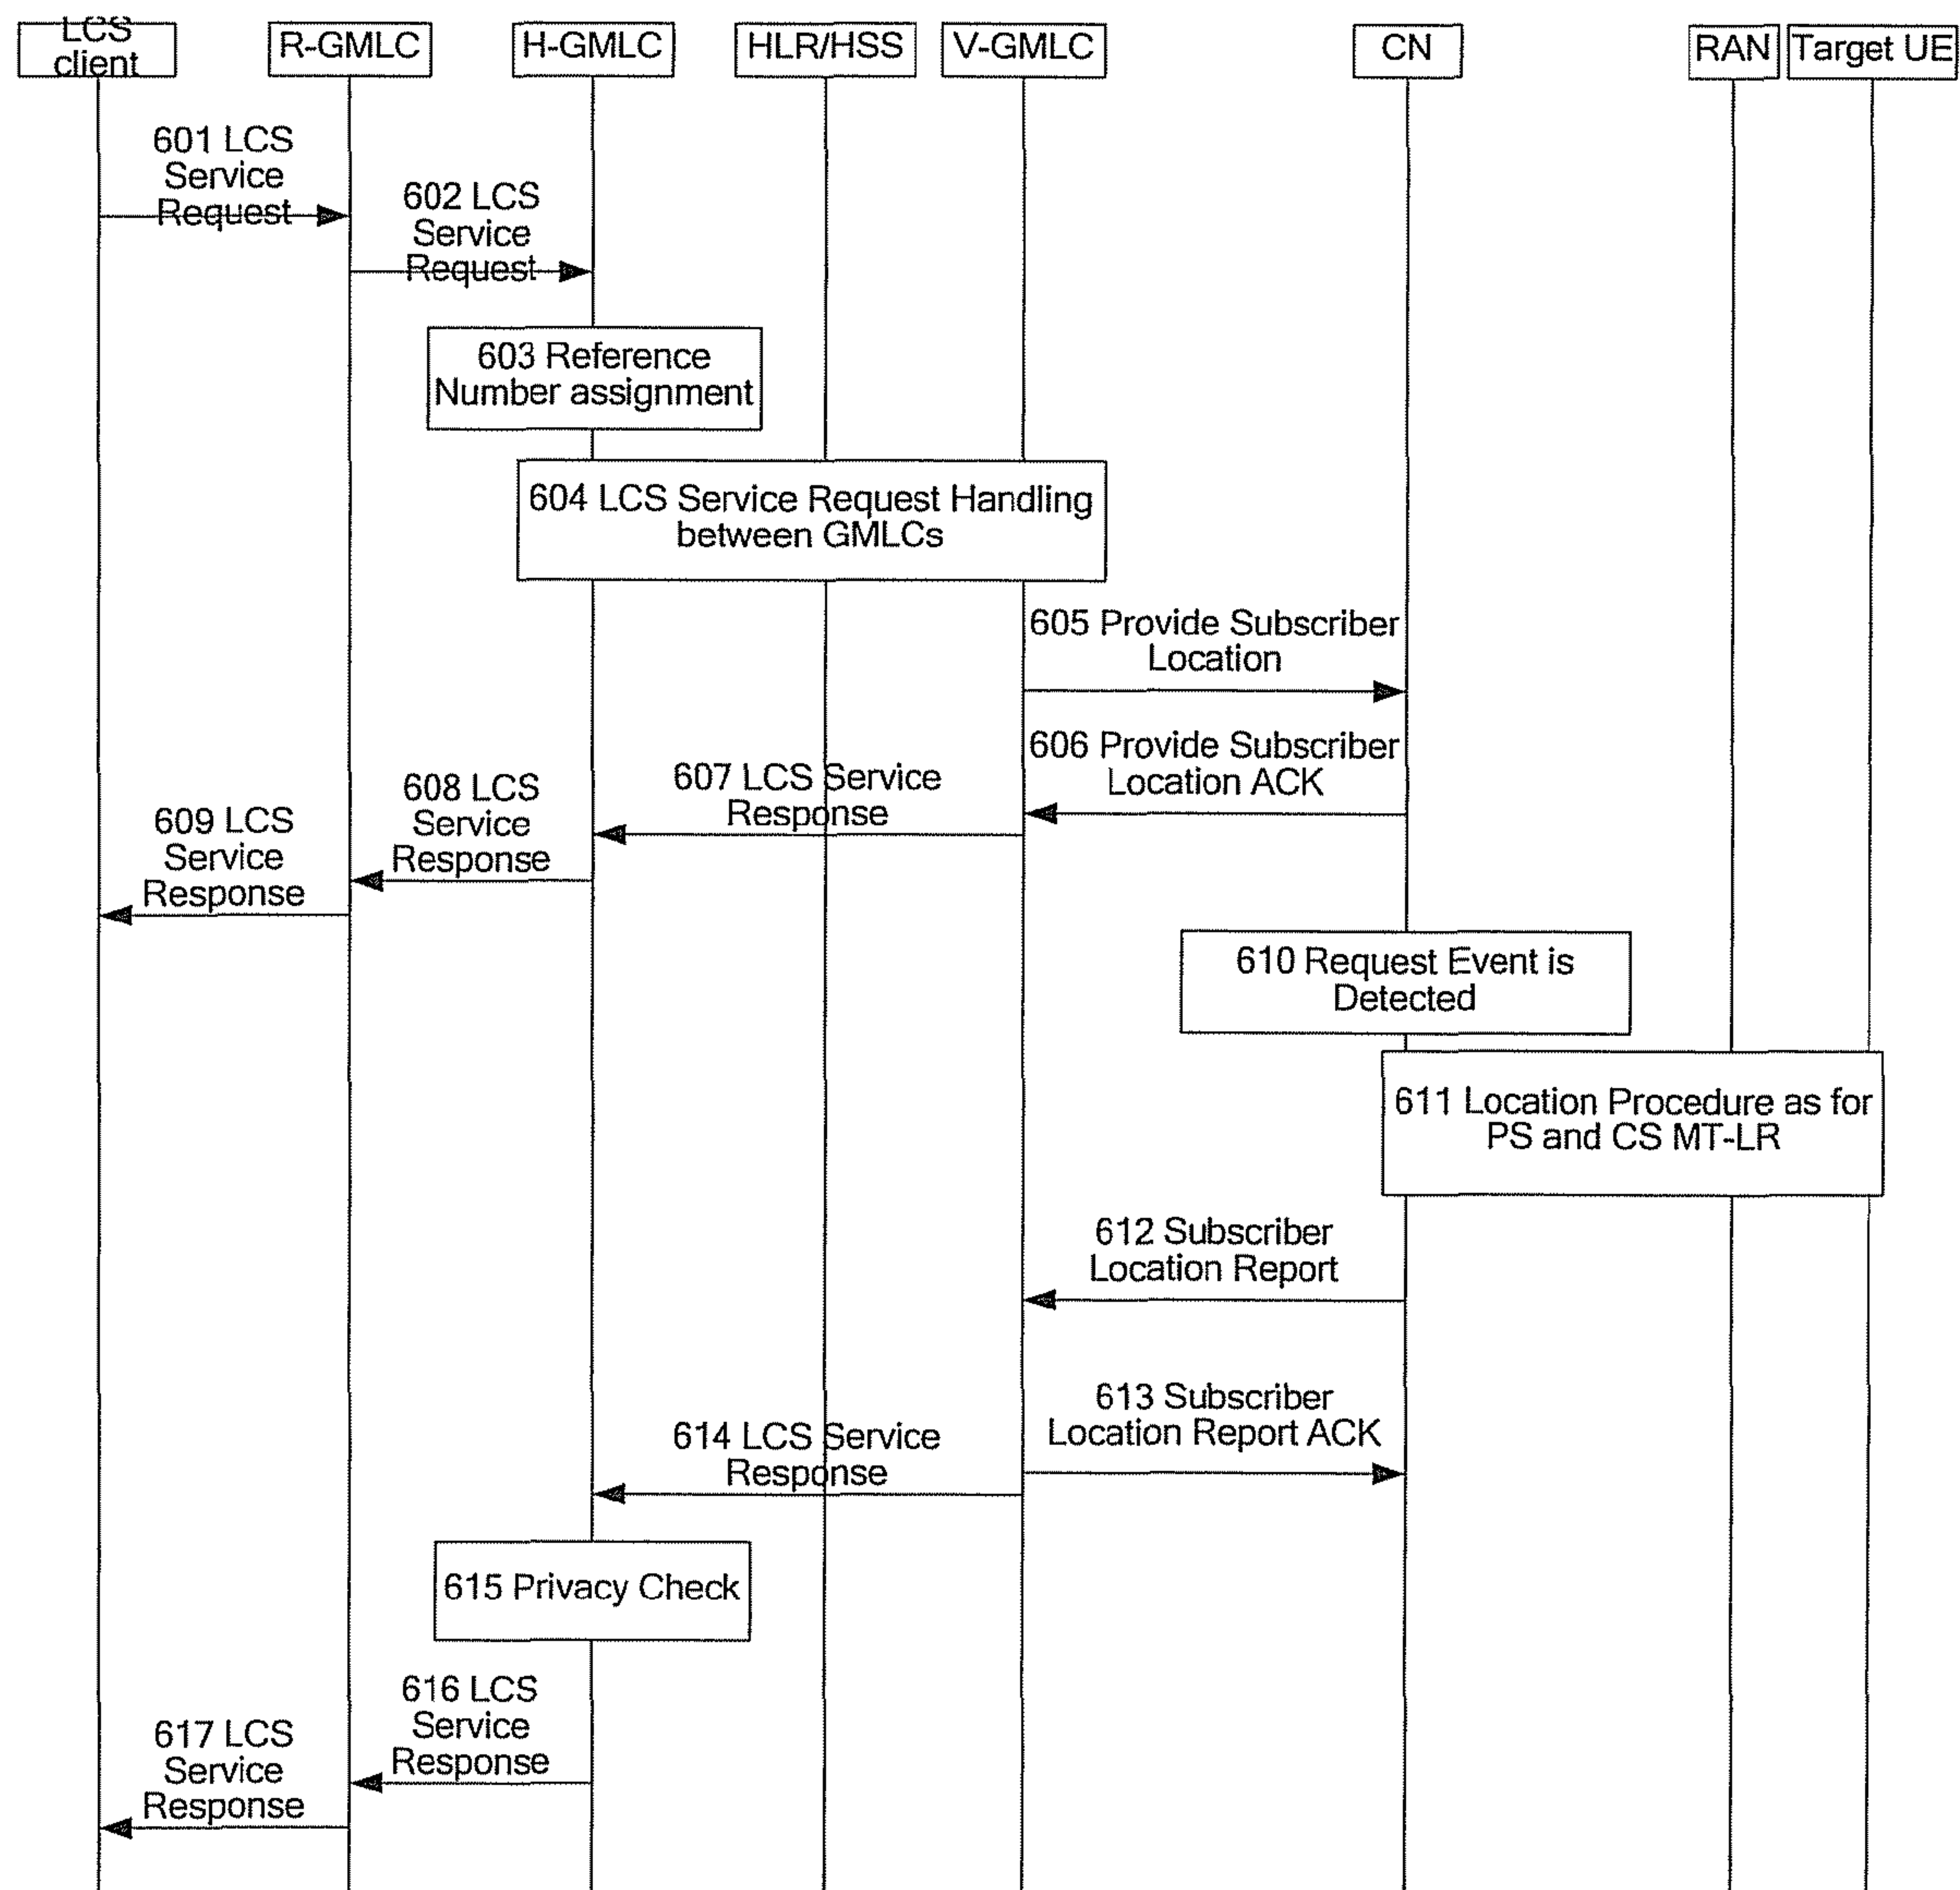 LCS
client
R-GMLC
H-GMLC
HLR/HSS
V-GMLC
CN
RAN
Target UE
601 LCS
Service
Request
602 LCS
Service
Request
603 Reference
Number assignment
604 LCS Service Request Handling
between GMLCs
605 Provide Subscriber
Location
606 Provide Subscriber
Location ACK
607 LCS Service
Response
608 LCS
Service
Response
609 LCS
Service
Response
610 Request Event is
Detected
611 Location Procedure as for
PS and CS MT-LR
612 Subscriber
Location Report
613 Subscriber
Location Report ACK
614 LCS Service
Response
615 Privacy Check
616 LCS
Service
Response
617 LCS
Service
Response